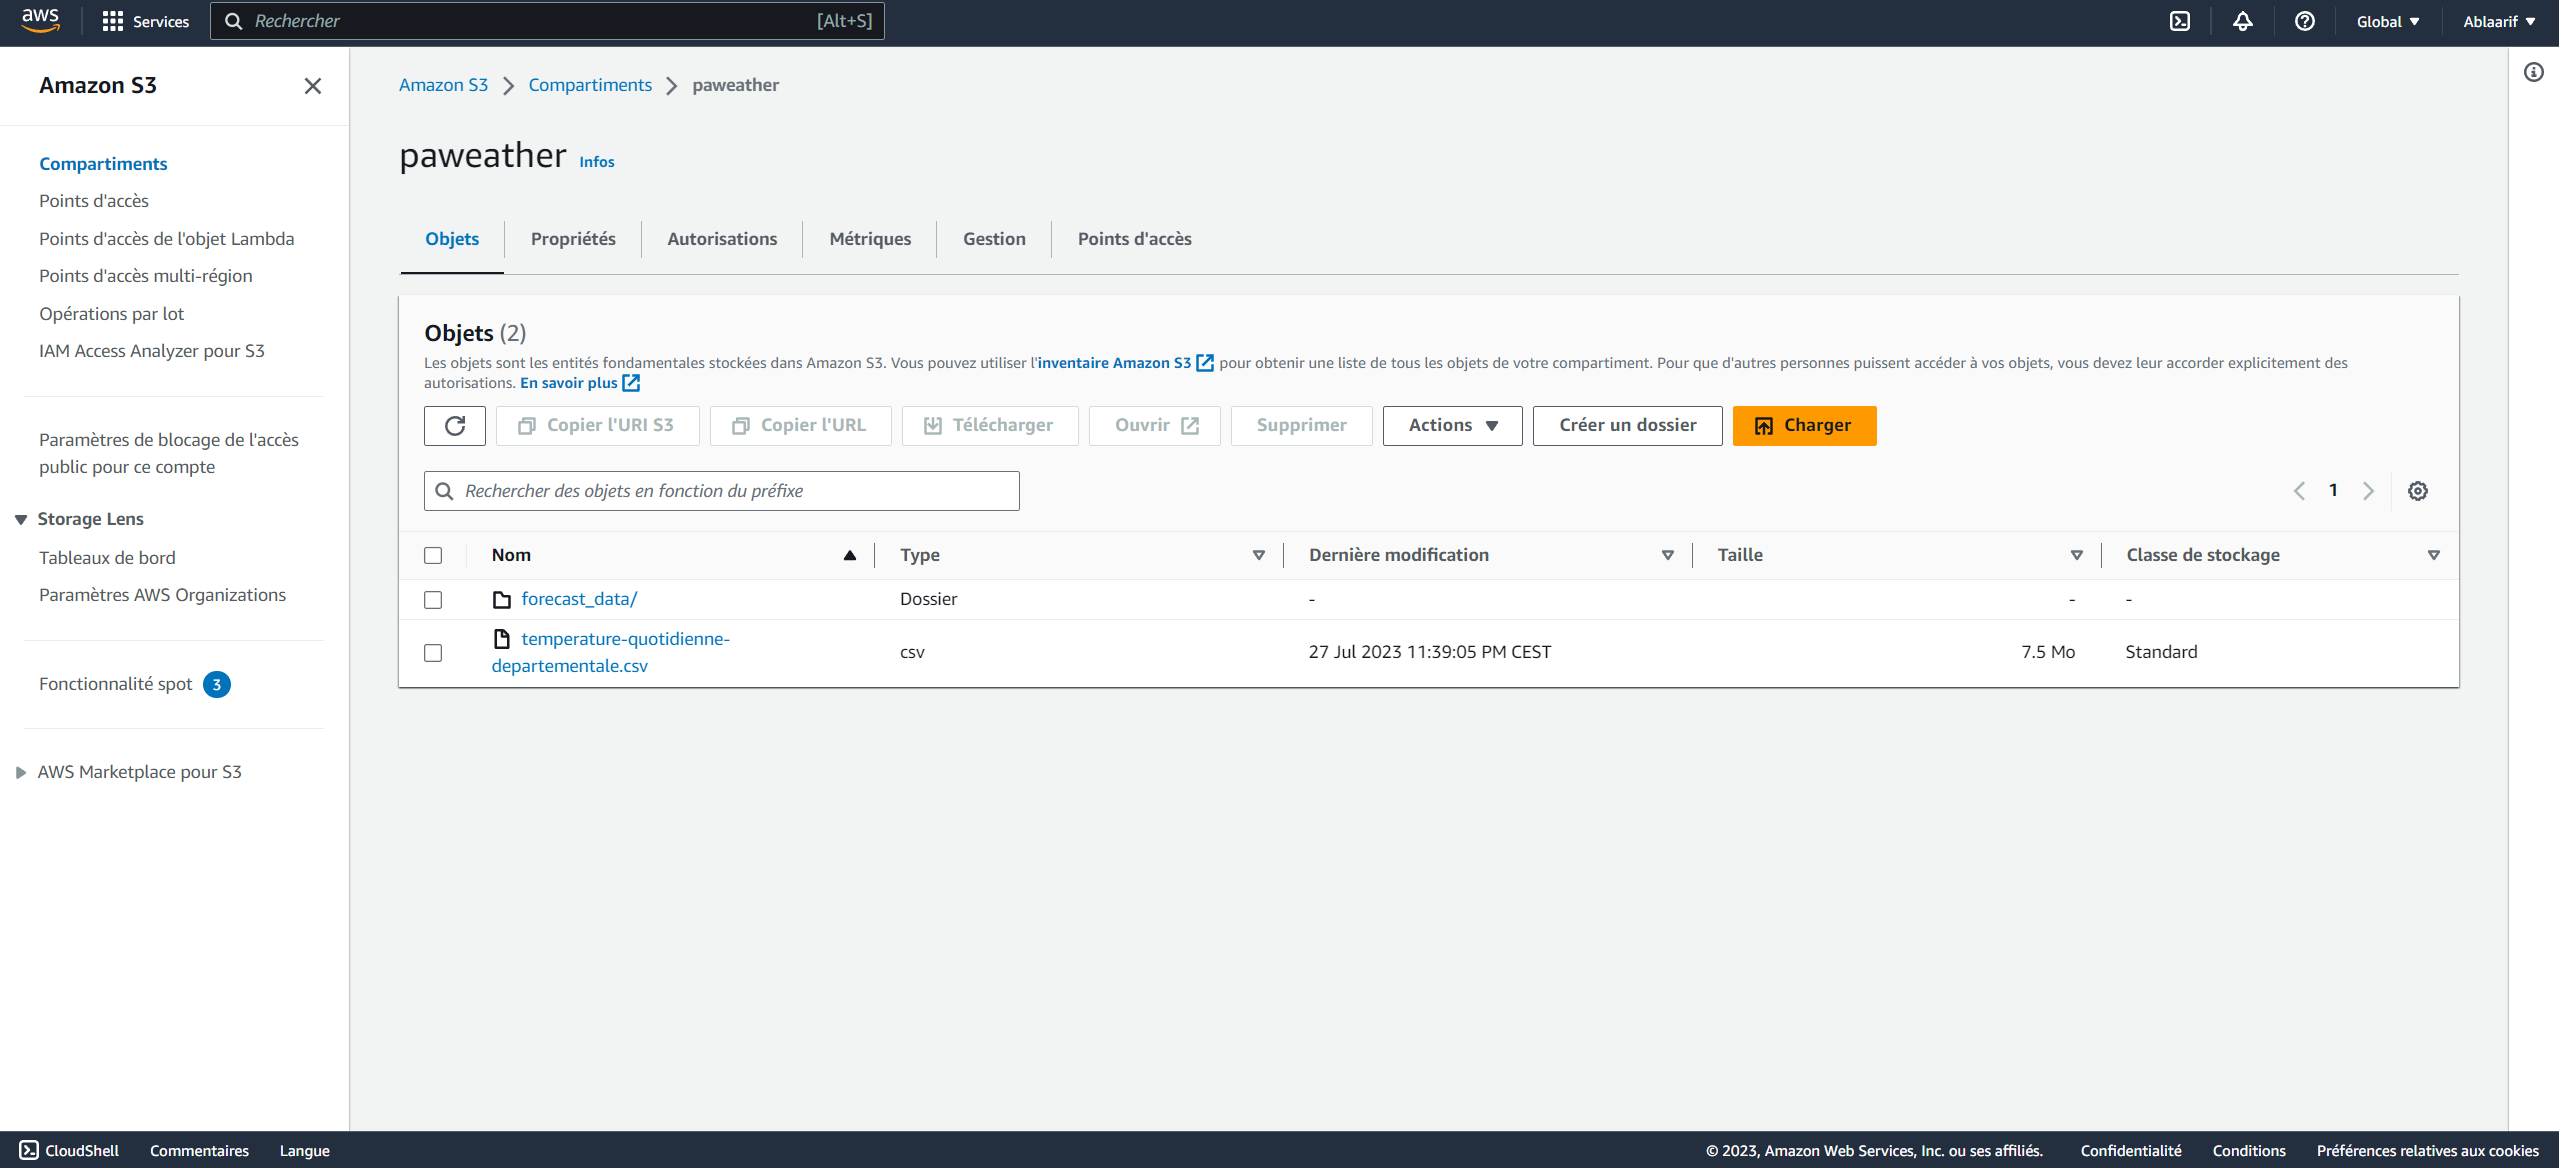 aws
Services
Rechercher
[Alt+S]
Global
Ablaarif
Amazon S3
Compartiments
Points d'accès
Points d'accès de l'objet Lambda
Points d'accès multi-région
Opérations par lot
IAM Access Analyzer pour S3
Paramètres de blocage de l'accès
public pour ce compte
Storage Lens
Tableaux de bord
Paramètres AWS Organizations
Fonctionnalité spot 3
AWS Marketplace pour S3
Amazon S3 > Compartiments > paweather
paweather Infos
Objets
Propriétés
Autorisations
Métriques
Gestion
Points d'accès
Objets (2)
Les objets sont les entités fondamentales stockées dans Amazon S3. Vous pouvez utiliser l'inventaire Amazon S3 pour obtenir une liste de tous les objets de votre compartiment. Pour que d'autres personnes puissent accéder à vos objets, vous devez leur accorder explicitement des
autorisations. En savoir plus
Copier l'URI S3
Copier l'URL
Télécharger
Ouvrir
Supprimer
Actions
Créer un dossier
Charger
Rechercher des objets en fonction du préfixe
1
Nom
Type
Dernière modification
Taille
Classe de stockage
forecast_data/
Dossier
-
-
-
temperature-quotidienne-
departementale.csv
csv
27 Jul 2023 11:39:05 PM CEST
7.5 Mo
Standard
CloudShell
Commentaires
Langue
© 2023, Amazon Web Services, Inc. ou ses affiliés.
Confidentialité
Conditions
Préférences relatives aux cookies